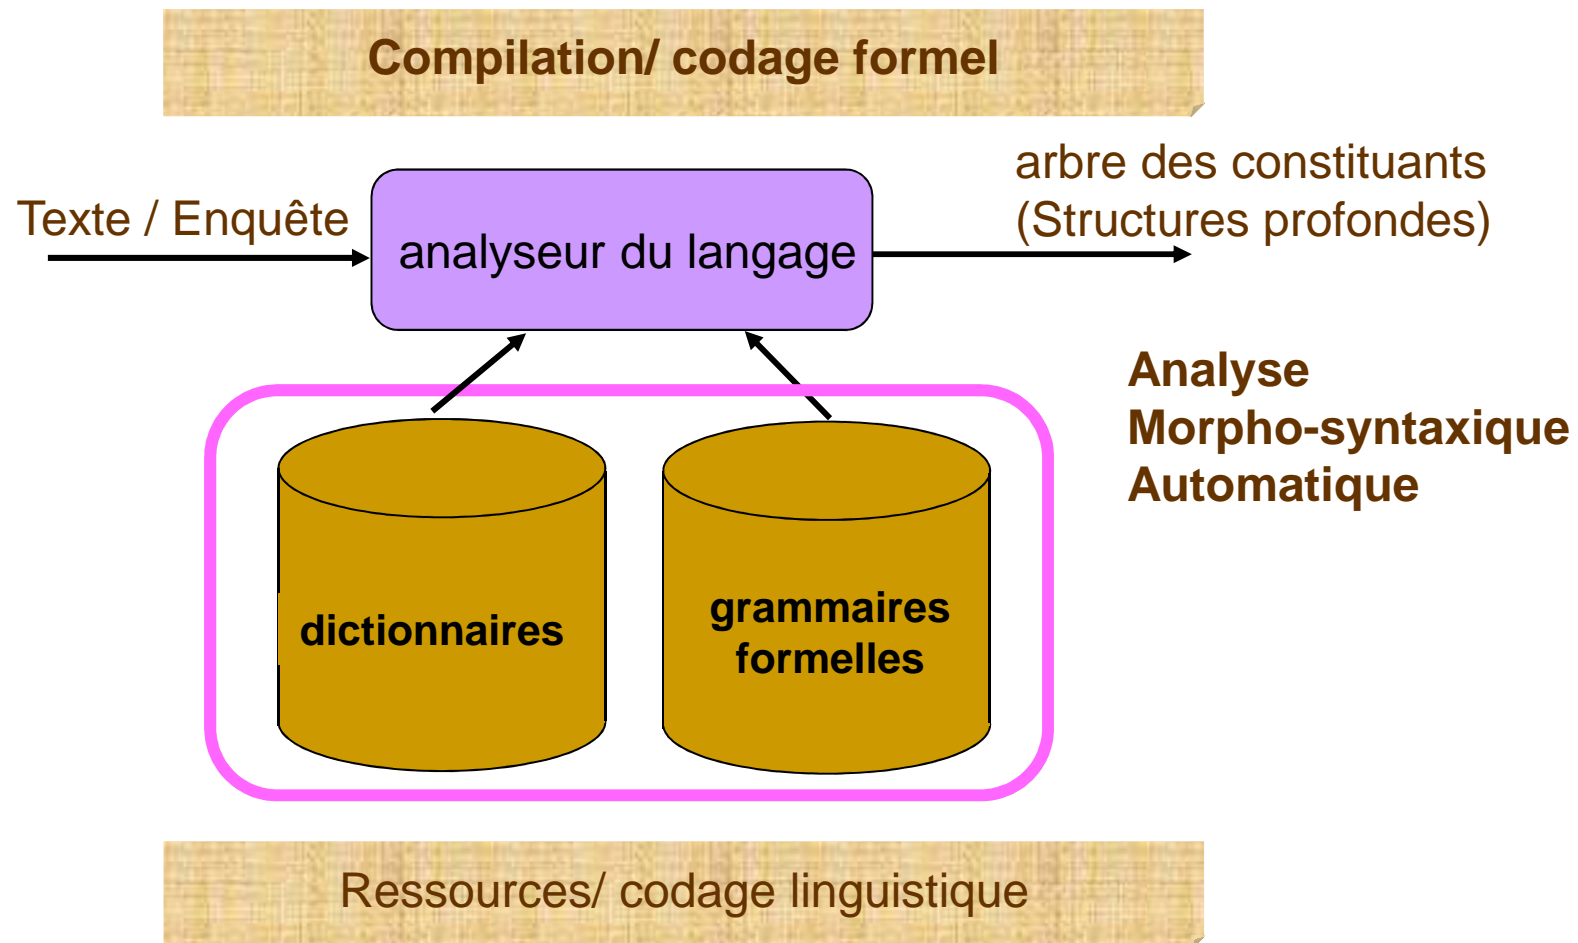 Compilation/ codage formel
arbre des constituants
(Structures profondes)
Texte / Enquête
analyseur du langage
Analyse
Morpho-syntaxique
Automatique
dictionnaires
grammaires
formelles
Ressources/ codage linguistique